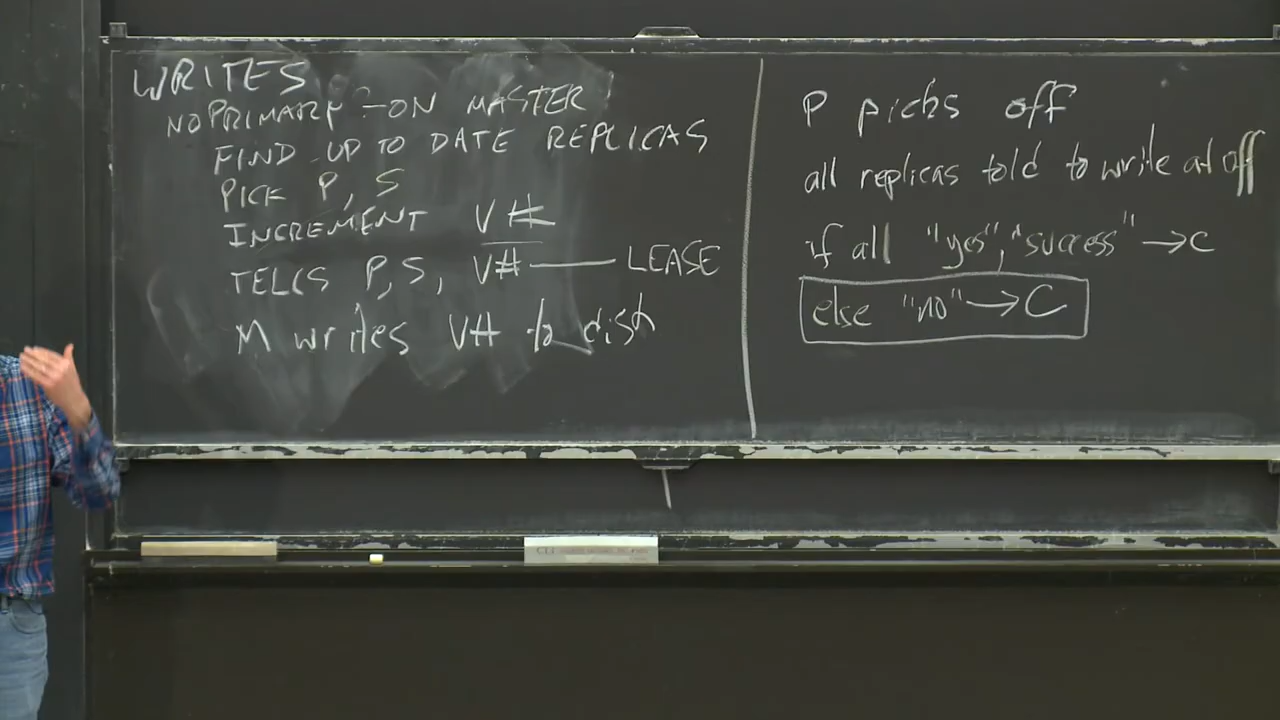 WRITES
NO PRIMARY - ON MASTER
FIND UP TO DATE REPLICAS
PICK P, S
INCREMENT V#
TELLS P, S, V# — LEASE
M writes V# to disk
P picks off
all replicas told to write at off
if all "yes", "success" → C
else "no" → C